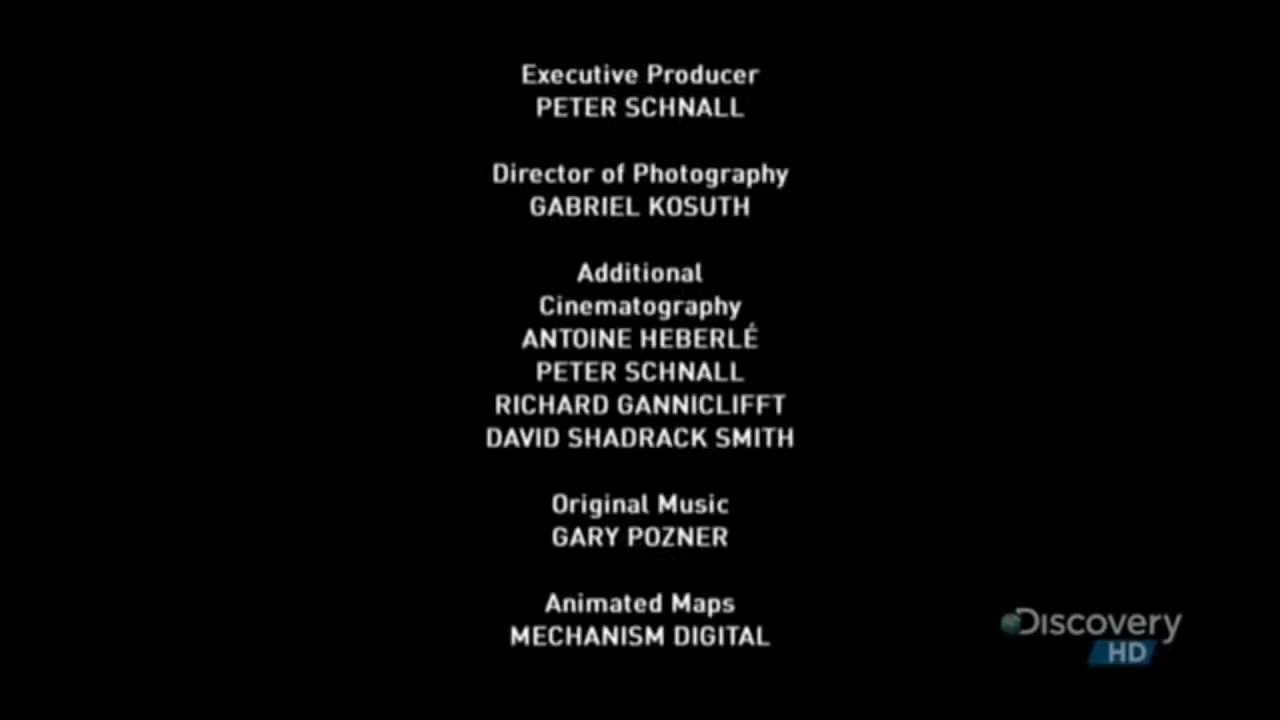 Executive Producer
PETER SCHNALL
Director of Photography
GABRIEL KOSUTH
Additional
Cinematography
ANTOINE HEBERLÉ
PETER SCHNALL
RICHARD GANNICLIFFT
DAVID SHADRACK SMITH
Original Music
GARY POZNER
Animated Maps
MECHANISM DIGITAL
Discovery
HD